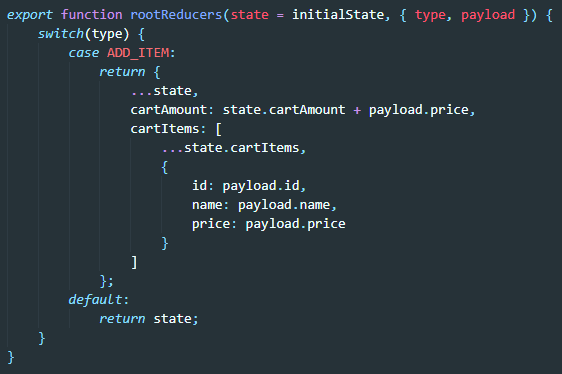 export function rootReducers(state = initialState, { type, payload }) {
    switch(type) {
        case ADD_ITEM:
            return {
                ...state,
                cartAmount: state.cartAmount + payload.price,
                cartItems: [
                    ...state.cartItems,
                    {
                        id: payload.id,
                        name: payload.name,
                        price: payload.price
                    }
                ]
            };
        default:
            return state;
    }
}